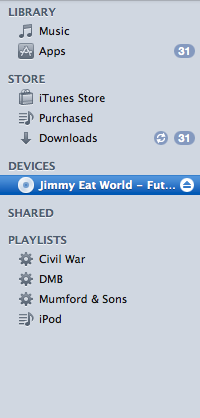 LIBRARY
Music
Apps 31
STORE
iTunes Store
Purchased
Downloads 31
DEVICES
Jimmy Eat World – Fut...
SHARED
PLAYLISTS
Civil War
DMB
Mumford & Sons
iPod